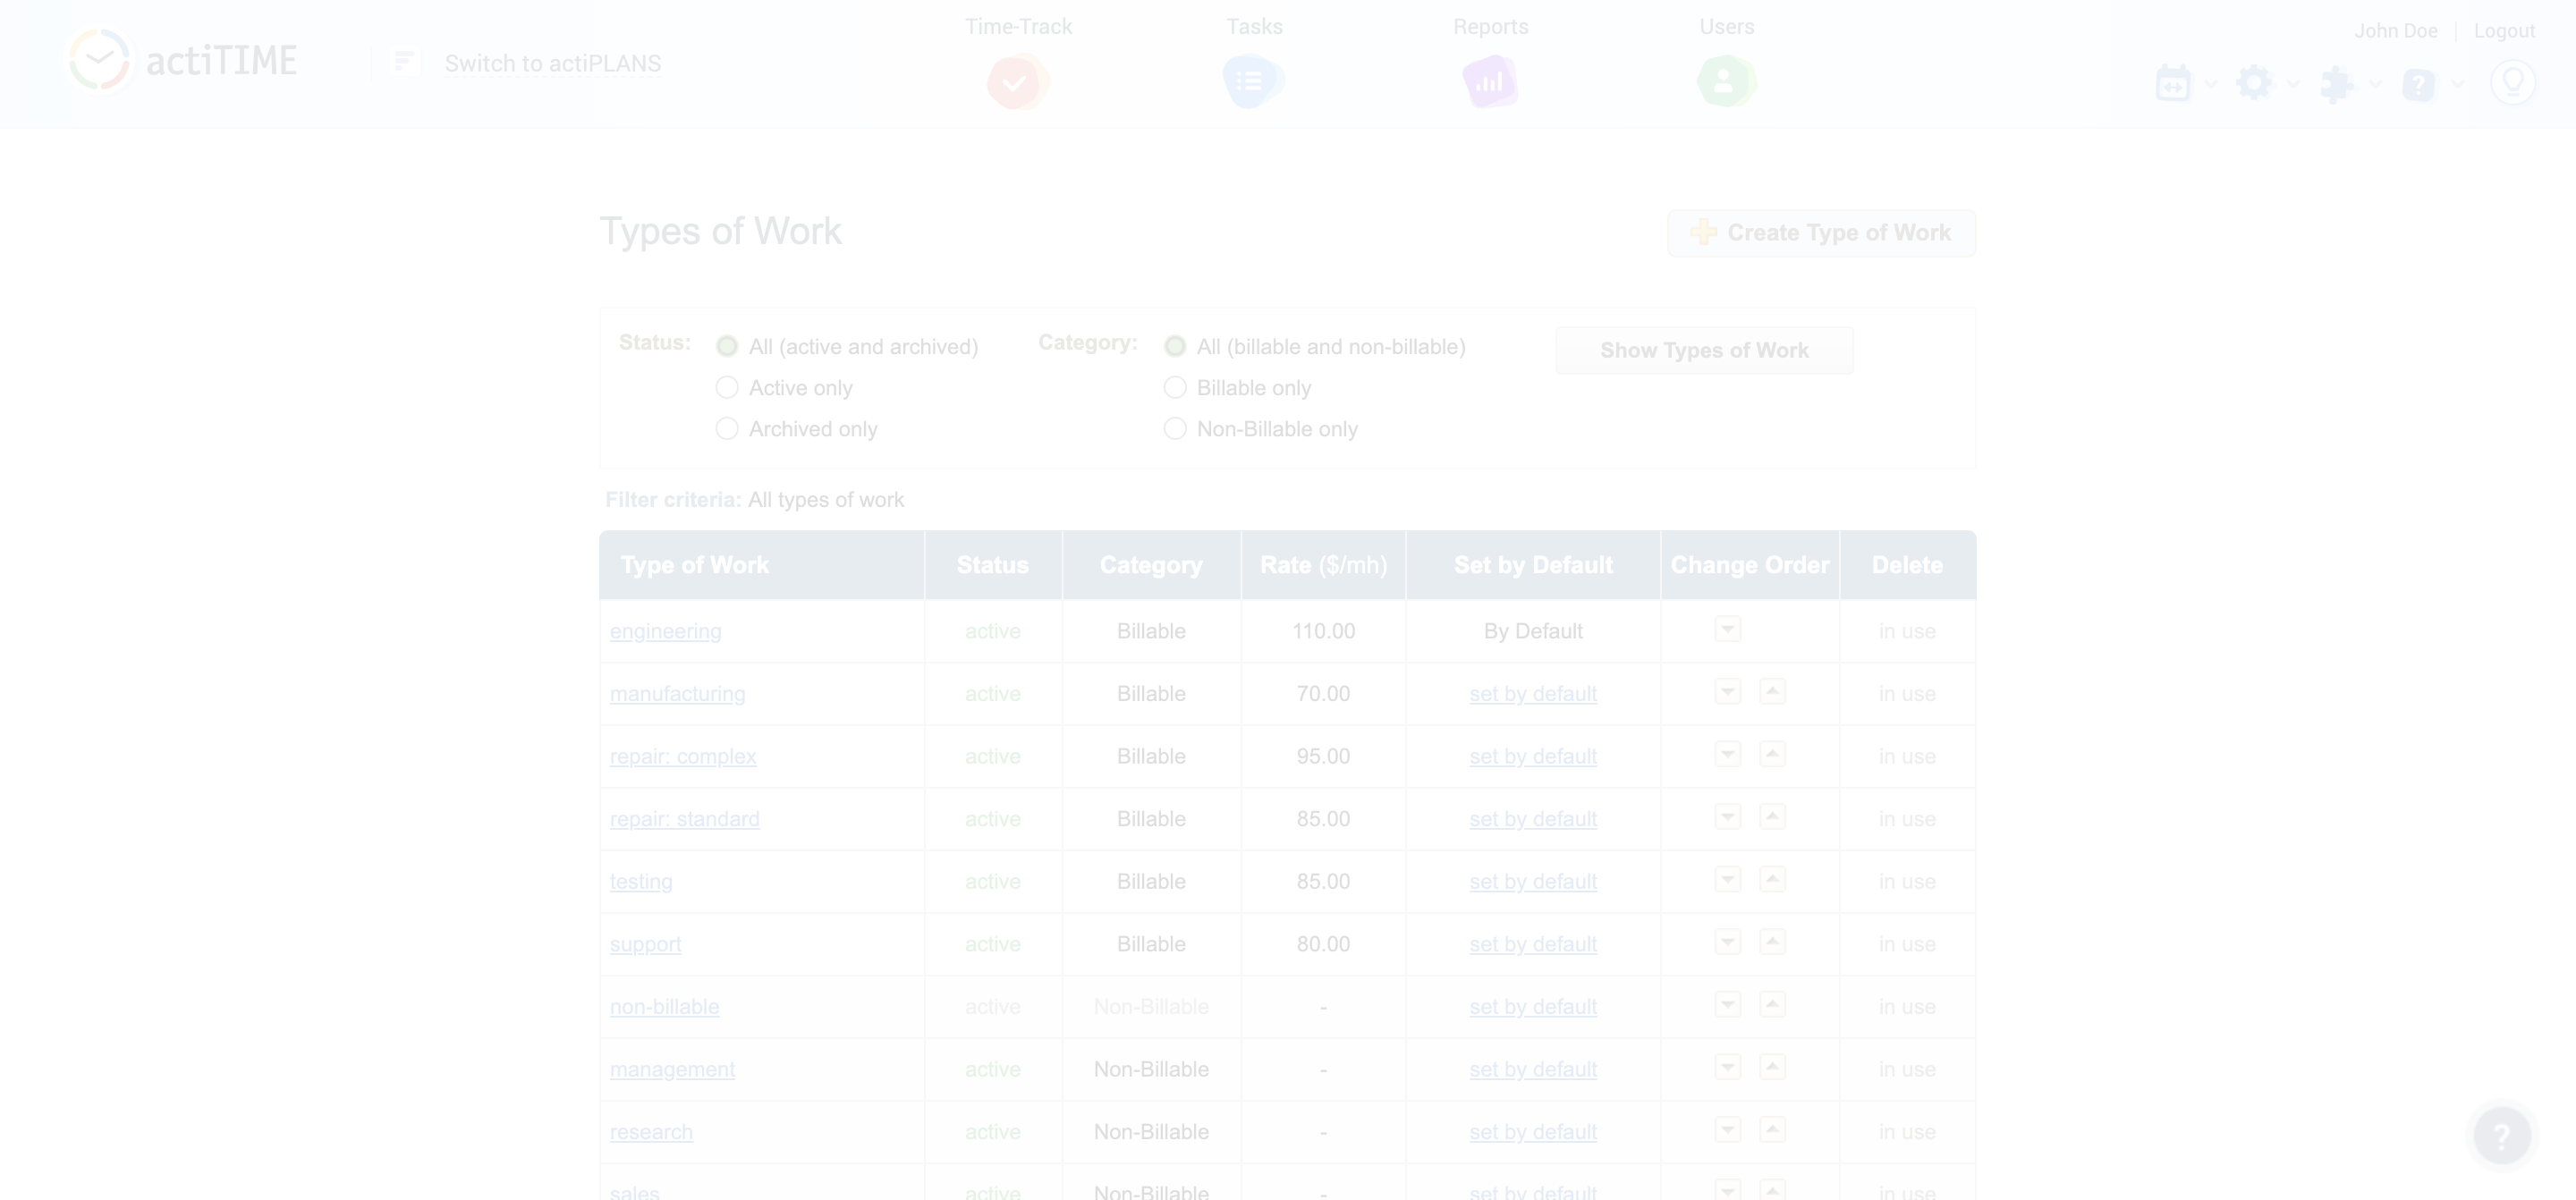 actiTIME
Switch to actiPLANS
Time-Track
Tasks
Reports
Users
John Doe
Logout
?
Types of Work
Create Type of Work
Status:
All (active and archived)
Active only
Archived only
Category:
All (billable and non-billable)
Billable only
Non-Billable only
Show Types of Work
Filter criteria: All types of work
Type of Work Status Category Rate ($/mh) Set by Default Change Order Delete
engineering active Billable 110.00 By Default in use
manufacturing active Billable 70.00 set by default in use
repair: complex active Billable 95.00 set by default in use
repair: standard active Billable 85.00 set by default in use
testing active Billable 85.00 set by default in use
support active Billable 80.00 set by default in use
non-billable active Non-Billable - set by default in use
management active Non-Billable - set by default in use
research active Non-Billable - set by default in use
sales active Non-Billable - set by default in use
?